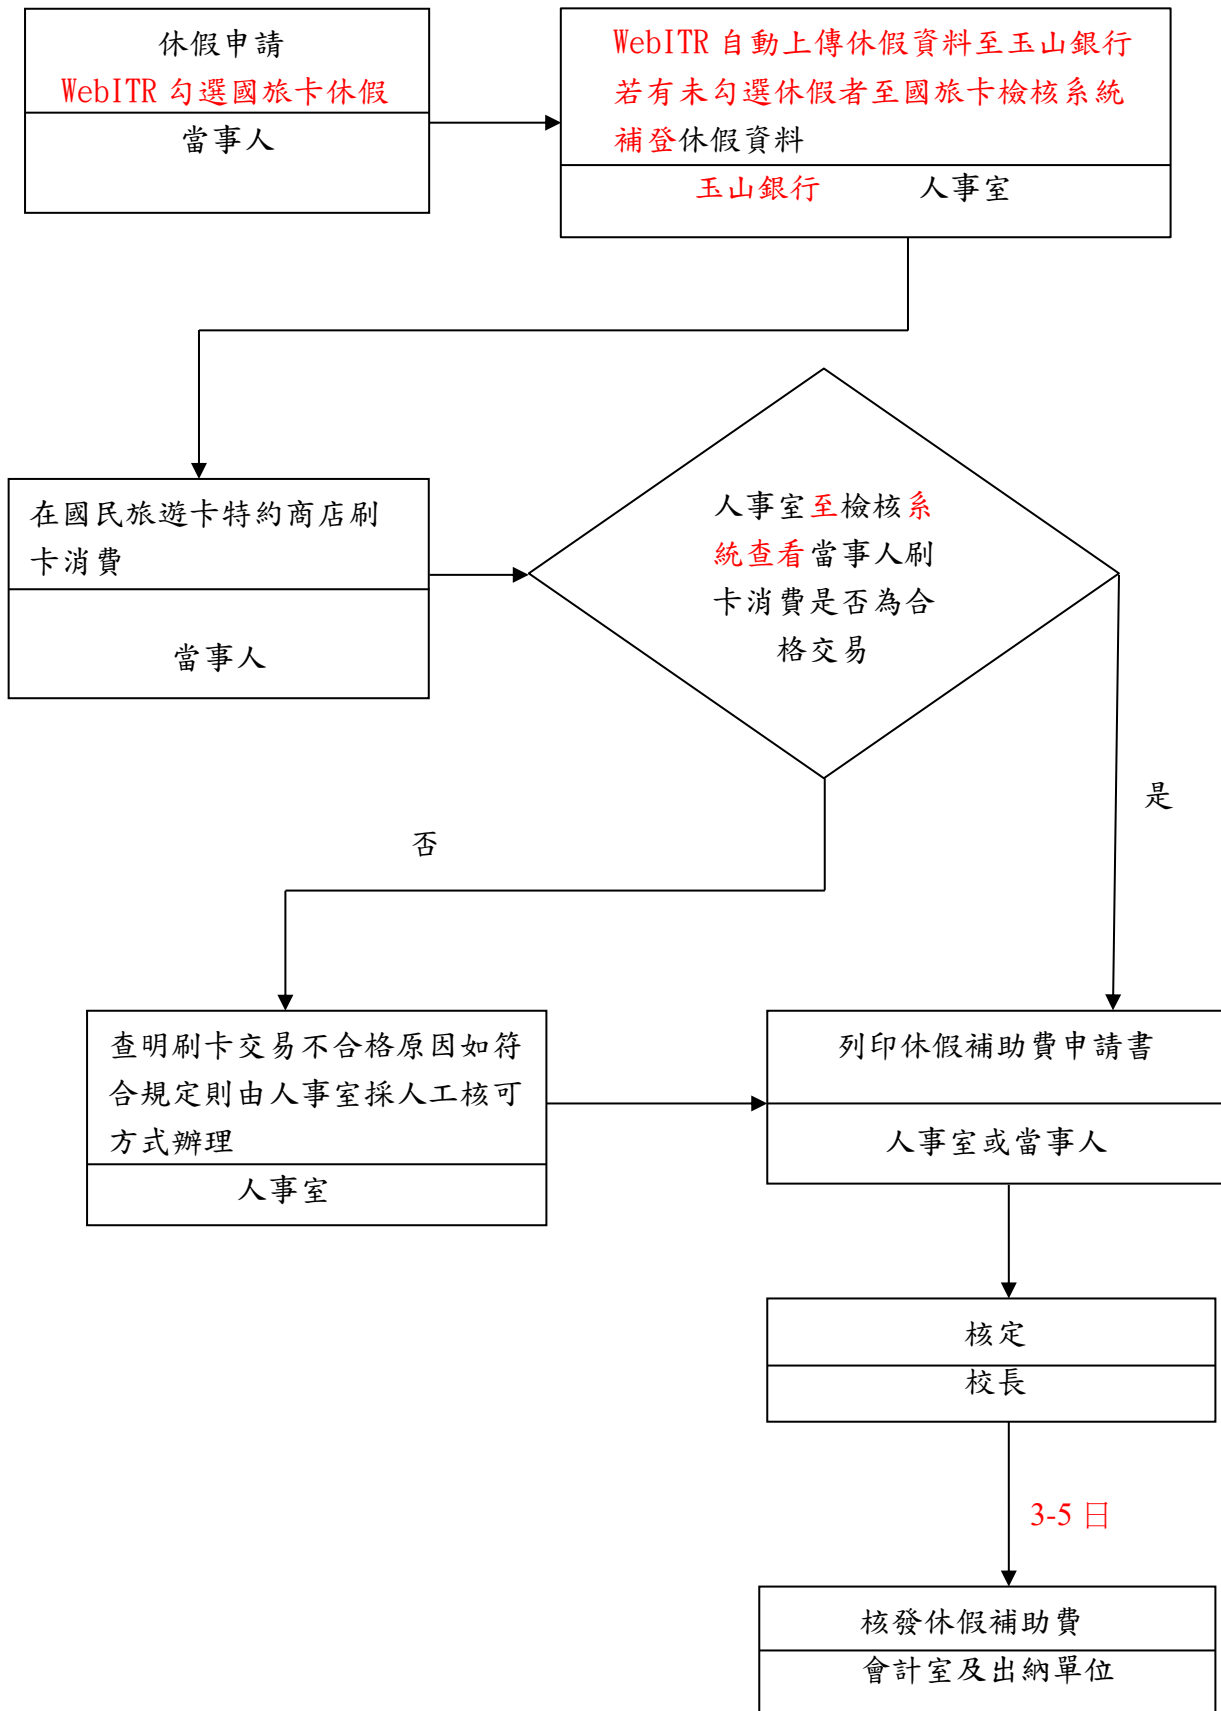 休假申請
WebITR 勾選國旅卡休假
當事人
WebITR 自動上傳休假資料至玉山銀行
若有未勾選休假者至國旅卡檢核系統
補登休假資料
玉山銀行 人事室
在國民旅遊卡特約商店刷
卡消費
當事人
人事室至檢核系
統查看當事人刷
卡消費是否為合
格交易
是
否
查明刷卡交易不合格原因如符
合規定則由人事室採人工核可
方式辦理
人事室
列印休假補助費申請書
人事室或當事人
核定
校長
3-5 日
核發休假補助費
會計室及出納單位